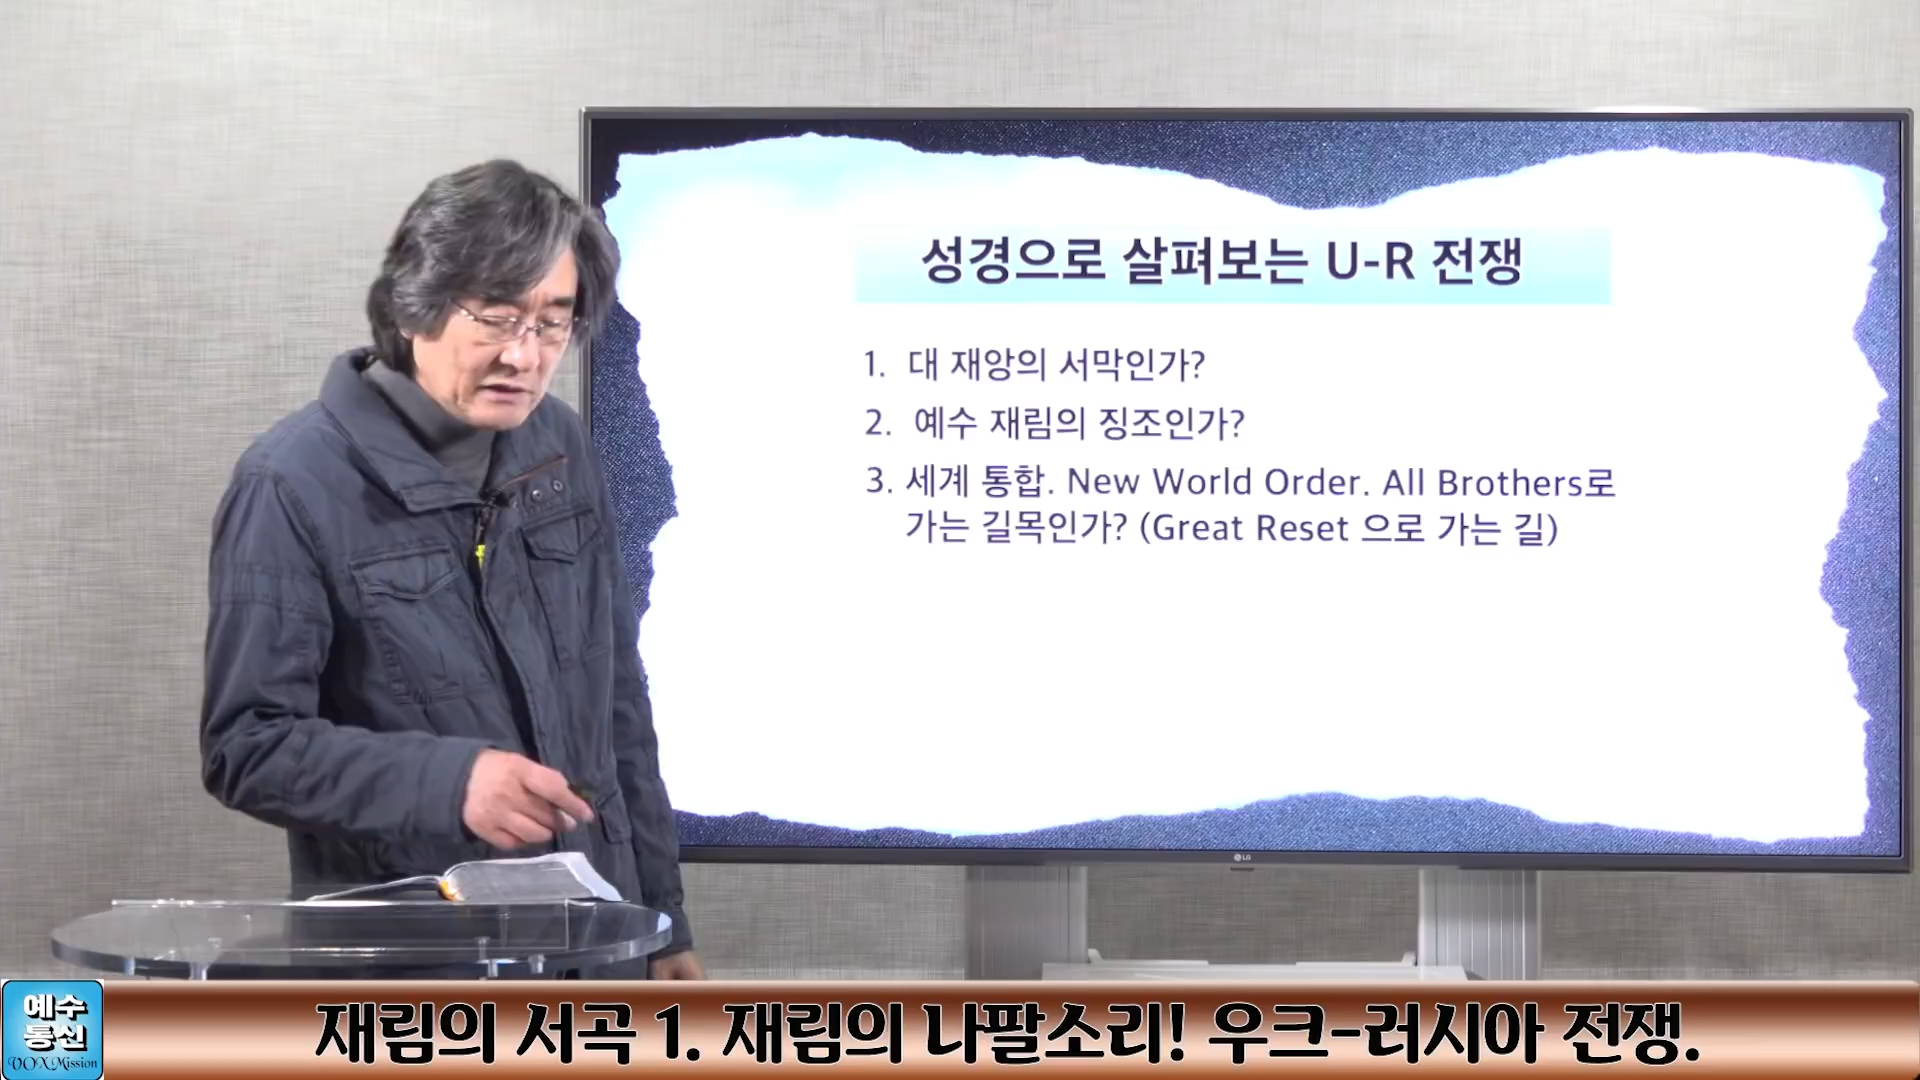 성경으로 살펴보는 U-R 전쟁
1. 대 재앙의 서막인가?
2. 예수 재림의 징조인가?
3. 세계 통합. New World Order. All Brothers로
가는 길목인가? (Great Reset 으로 가는 길)
LG
예수
통신
VOX Mission
재림의 서곡 1. 재림의 나팔소리! 우크-러시아 전쟁.